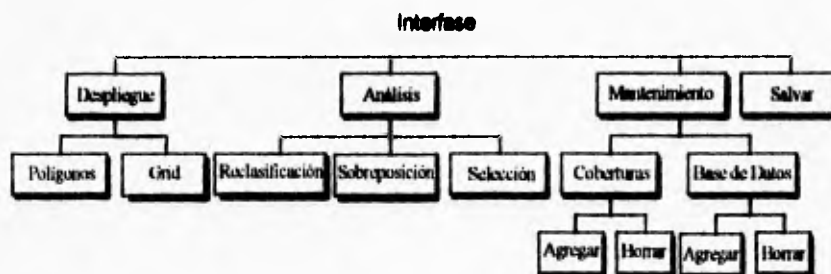 Interfase
Despliegue
Análisis
Mantenimiento
Salvar
Polígonos
Grid
Reclasificación
Sobreposición
Selección
Coberturas
Base de Datos
Agregar
Borrar
Agregar
Borrar